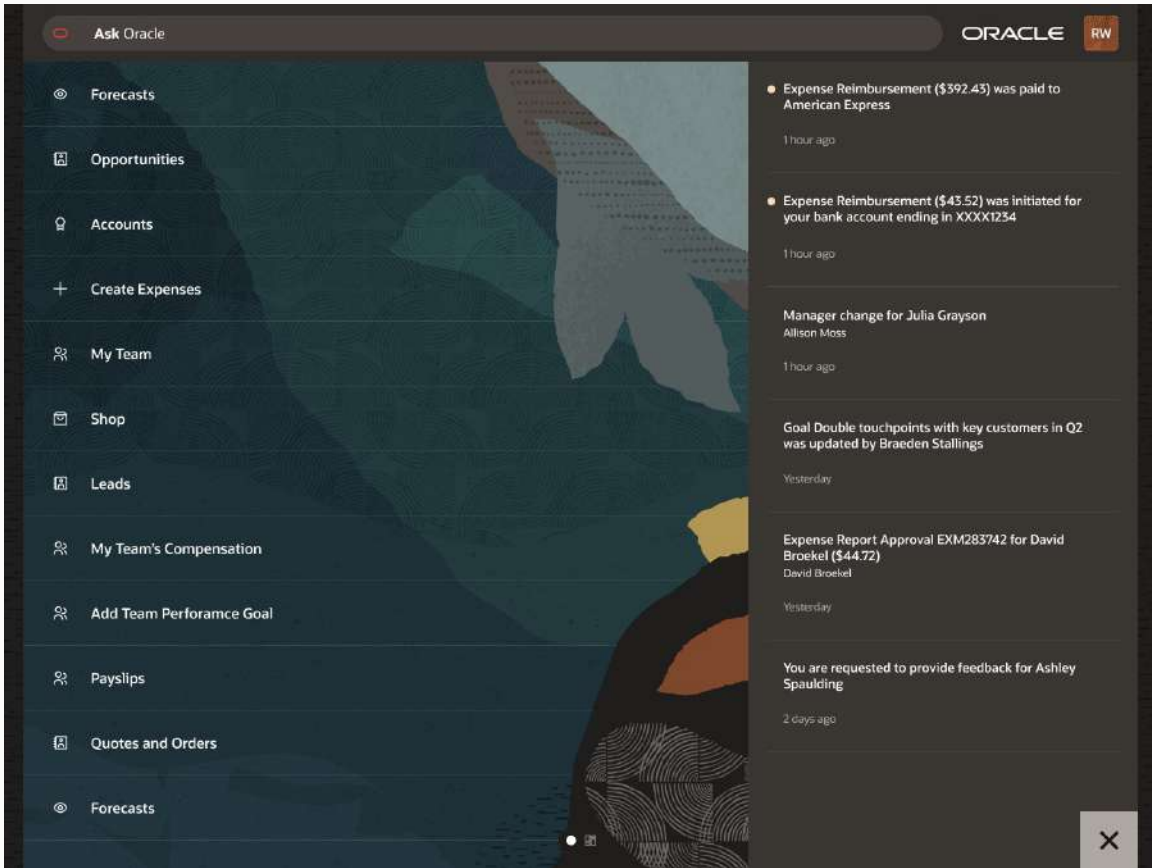 Ask Oracle
ORACLE
RW
Forecasts
Opportunities
Accounts
Create Expenses
My Team
Shop
Leads
My Team's Compensation
Add Team Perforamce Goal
Payslips
Quotes and Orders
Forecasts
Expense Reimbursement ($392.43) was paid to
American Express
1 hour ago
Expense Reimbursement ($43.52) was initiated for
your bank account ending in XXXX1234
1 hour ago
Manager change for Julia Grayson
Allison Moss
1 hour ago
Goal Double touchpoints with key customers in Q2
was updated by Braeden Stallings
Yesterday
Expense Report Approval EXM283742 for David
Broekel ($44.72)
David Broekel
Yesterday
You are requested to provide feedback for Ashley
Spaulding
2 days ago